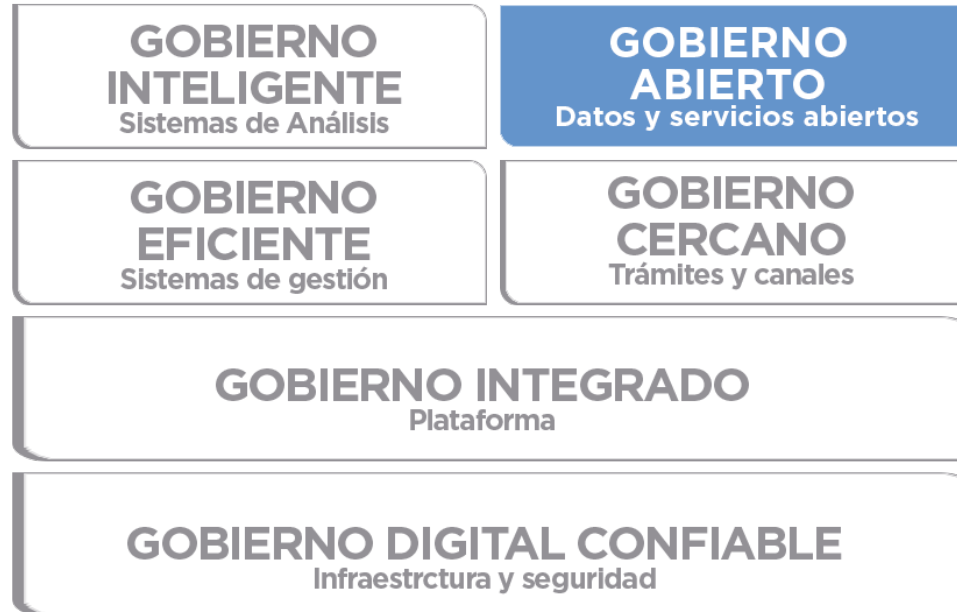 GOBIERNO
INTELIGENTE
Sistemas de Análisis
GOBIERNO
ABIERTO
Datos y servicios abiertos
GOBIERNO
EFICIENTE
Sistemas de gestión
GOBIERNO
CERCANO
Trámites y canales
GOBIERNO INTEGRADO
Plataforma
GOBIERNO DIGITAL CONFIABLE
Infraestrctura y seguridad